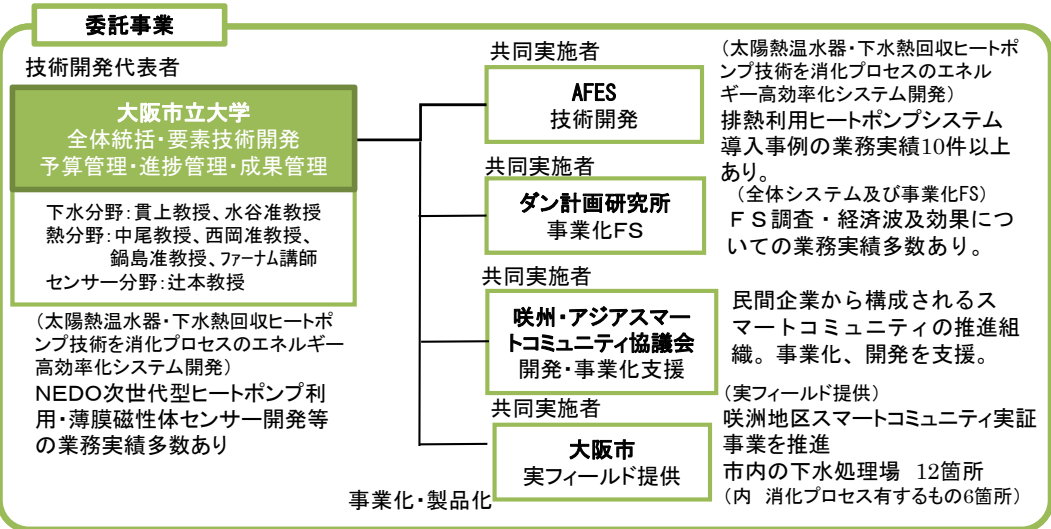 委託事業
技術開発代表者
大阪市立大学
全体統括・要素技術開発
予算管理・進捗管理・成果管理
下水分野：貫上教授、水谷准教授
熱分野：中尾教授、西岡准教授、
鍋島准教授、ファーナム講師
センサー分野：辻本教授
（太陽熱温水器・下水熱回収ヒートポ
ンプ技術を消化プロセスのエネルギー
高効率化システム開発）
NEDO次世代型ヒートポンプ利
用・薄膜磁性体センサー開発等
の業務実績多数あり
共同実施者
AFES
技術開発
（太陽熱温水器・下水熱回収ヒートポ
ンプ技術を消化プロセスのエネル
ギー高効率化システム開発）
排熱利用ヒートポンプシステム
導入事例の業務実績10件以上
あり。
共同実施者
ダン計画研究所
事業化FS
（全体システム及び事業化FS）
ＦＳ調査・経済波及効果につ
いての業務実績多数あり。
共同実施者
咲州・アジアスマー
トコミュニティ協議会
開発・事業化支援
民間企業から構成されるス
マートコミュニティの推進組
織。事業化、開発を支援。
共同実施者
大阪市
実フィールド提供
（実フィールド提供）
咲洲地区スマートコミュニティ実証
事業を推進
市内の下水処理場　12箇所
（内　消化プロセス有するもの6箇所）
事業化・製品化